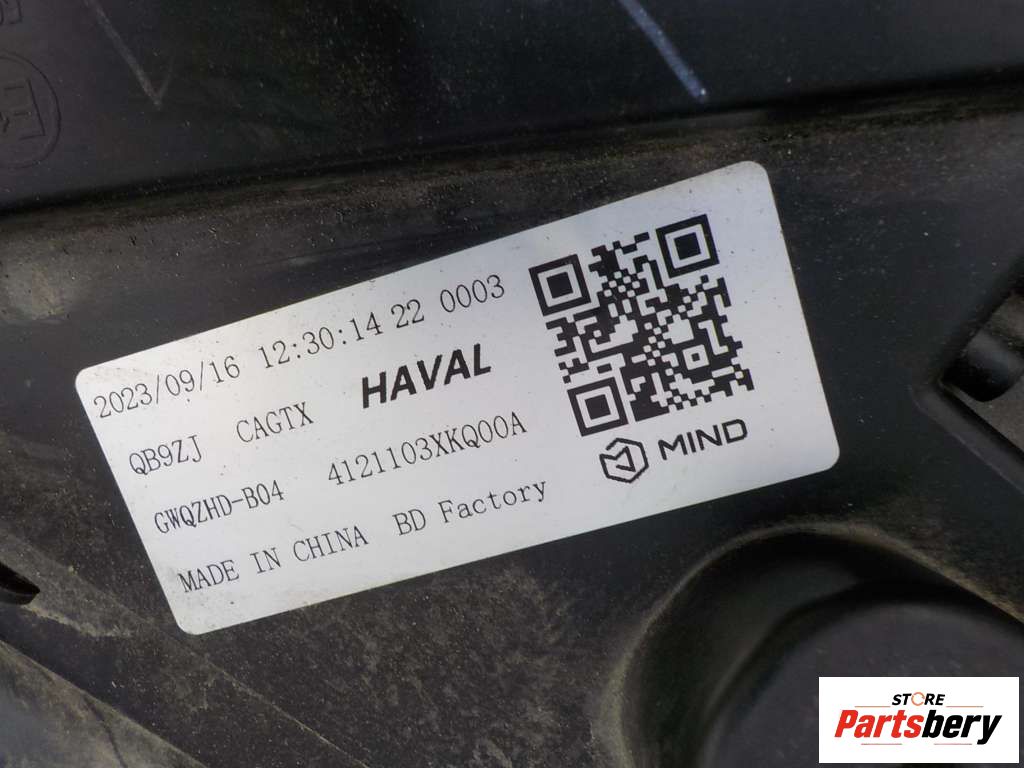 2023/09/16 12:30:14 22 0003
QB9ZJ CAGTX HAVAL
GWQZHD-B04 4121103XKQ00A
MADE IN CHINA BD Factory
MIND
STORE
Partsbery